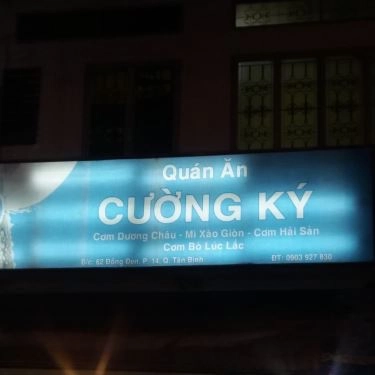 Quán Ăn
CƯỜNG KÝ
Cơm Dương Châu - Mì Xào Giòn - Cơm Hải Sản
Cơm Bò Lúc Lắc
Đ/c: 62 Đồng Đen, P. 14, Q. Tân Bình ĐT: 0903 927 830